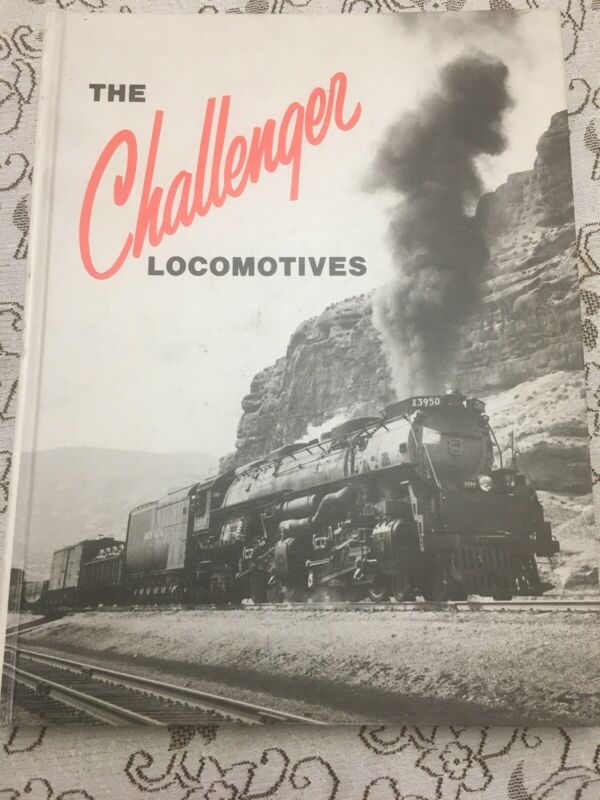 THE
Challenger
LOCOMOTIVES
X3950